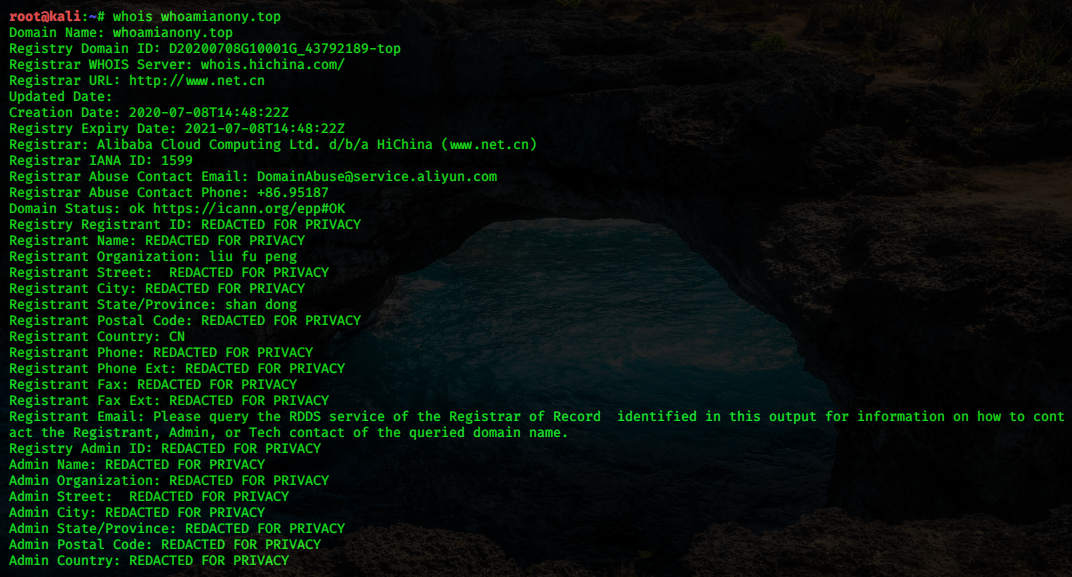 root@kali:~# whois whoamianony.top
Domain Name: whoamianony.top
Registry Domain ID: D20200708G10001G_43792189-top
Registrar WHOIS Server: whois.hichina.com/
Registrar URL: http://www.net.cn
Updated Date:
Creation Date: 2020-07-08T14:48:22Z
Registry Expiry Date: 2021-07-08T14:48:22Z
Registrar: Alibaba Cloud Computing Ltd. d/b/a HiChina (www.net.cn)
Registrar IANA ID: 1599
Registrar Abuse Contact Email: DomainAbuse@service.aliyun.com
Registrar Abuse Contact Phone: +86.95187
Domain Status: ok https://icann.org/epp#OK
Registry Registrant ID: REDACTED FOR PRIVACY
Registrant Name: REDACTED FOR PRIVACY
Registrant Organization: liu fu peng
Registrant Street:  REDACTED FOR PRIVACY
Registrant City: REDACTED FOR PRIVACY
Registrant State/Province: shan dong
Registrant Postal Code: REDACTED FOR PRIVACY
Registrant Country: CN
Registrant Phone: REDACTED FOR PRIVACY
Registrant Phone Ext: REDACTED FOR PRIVACY
Registrant Fax: REDACTED FOR PRIVACY
Registrant Fax Ext: REDACTED FOR PRIVACY
Registrant Email: Please query the RDDS service of the Registrar of Record  identified in this output for information on how to cont
act the Registrant, Admin, or Tech contact of the queried domain name.
Registry Admin ID: REDACTED FOR PRIVACY
Admin Name: REDACTED FOR PRIVACY
Admin Organization: REDACTED FOR PRIVACY
Admin Street:  REDACTED FOR PRIVACY
Admin City: REDACTED FOR PRIVACY
Admin State/Province: REDACTED FOR PRIVACY
Admin Postal Code: REDACTED FOR PRIVACY
Admin Country: REDACTED FOR PRIVACY